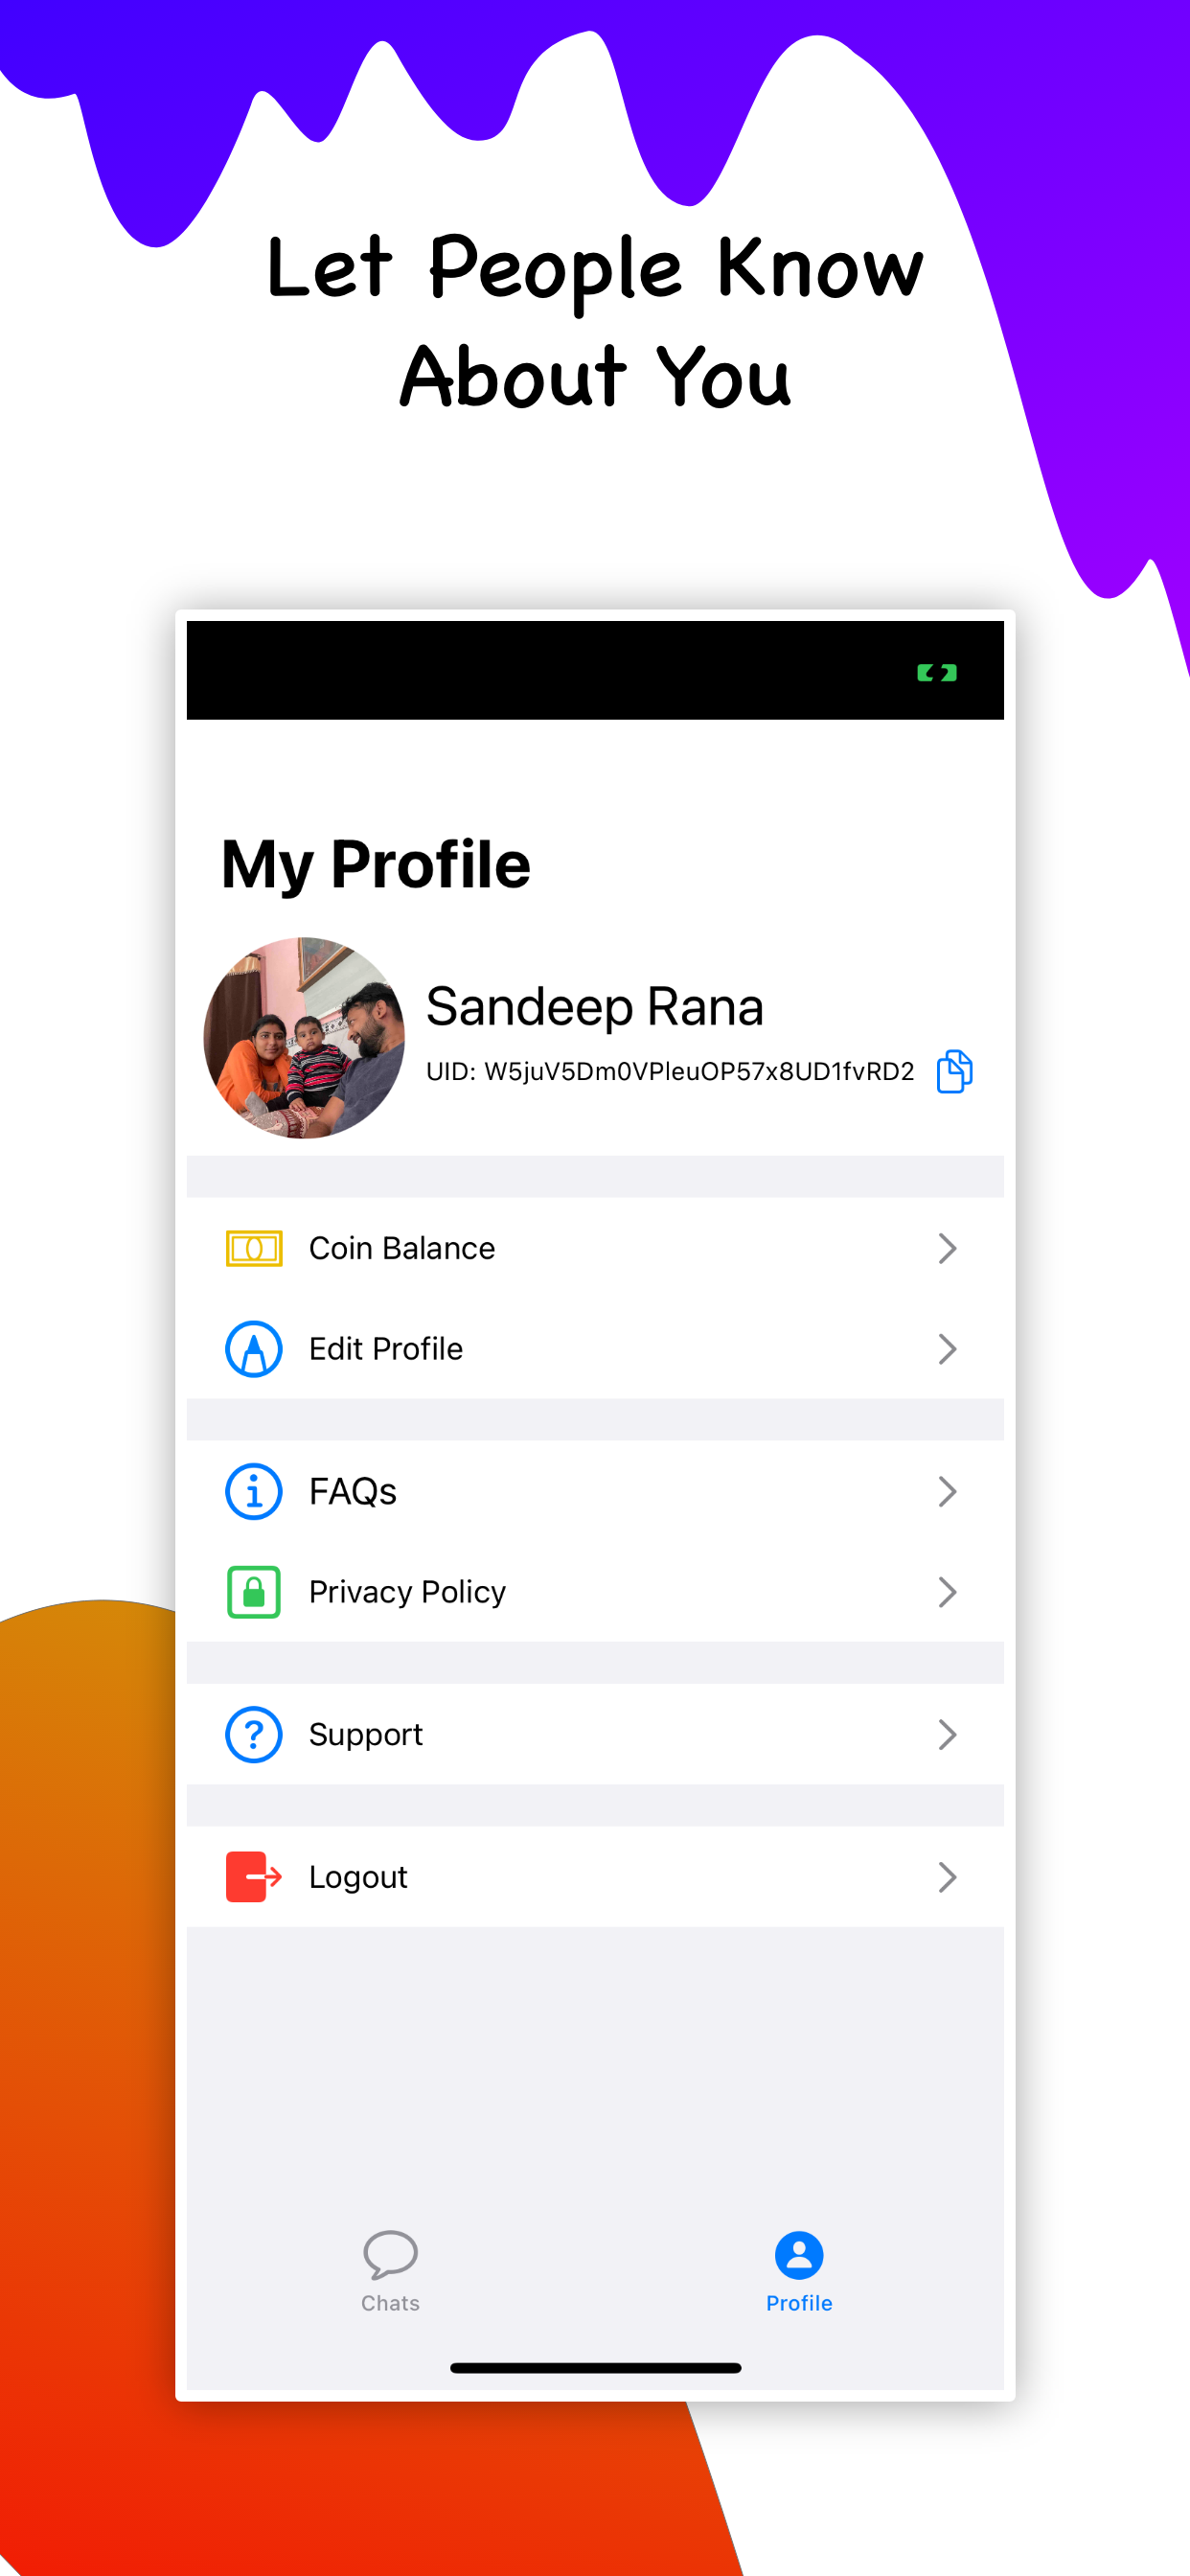 Let People Know
About You
My Profile
Sandeep Rana
UID: W5juV5Dm0VPleuOP57x8UD1fvRD2
Coin Balance
Edit Profile
FAQs
Privacy Policy
Support
Logout
Chats
Profile